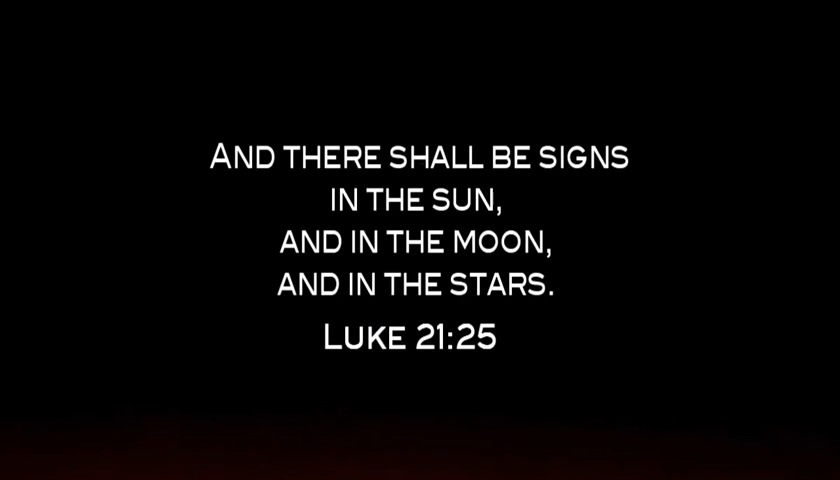 AND THERE SHALL BE SIGNS
IN THE SUN,
AND IN THE MOON,
AND IN THE STARS.
LUKE 21:25